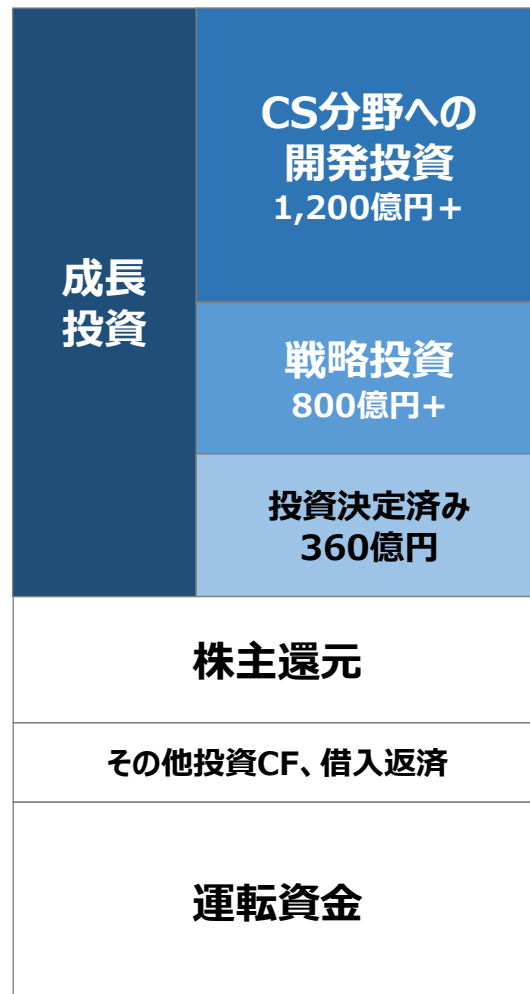 成長
投資
CS分野への
開発投資
1,200億円＋
戦略投資
800億円+
投資決定済み
360億円
株主還元
その他投資CF、借入返済
運転資金